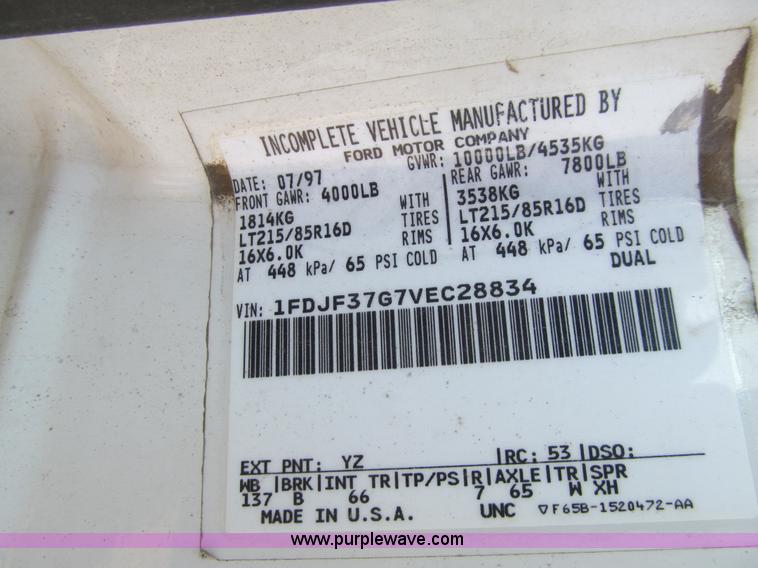 INCOMPLETE VEHICLE MANUFACTURED BY
FORD MOTOR COMPANY
DATE: 07/97 GVWR: 10000LB/4535KG
FRONT GAWR: 4000LB REAR GAWR: 7800LB
1814KG WITH 3538KG WITH
LT215/85R16D TIRES LT215/85R16D TIRES
16X6.0K RIMS 16X6.0K RIMS
AT 448 kPa/ 65 PSI COLD AT 448 kPa/ 65 PSI COLD
DUAL
VIN: 1FDJF37G7VEC28834
EXT PNT: YZ |RC: 53 |DSO:
WB |BRK|INT TR|TP/PS|R|AXLE|TR|SPR
137 B 66 7 65 W XH
MADE IN U.S.A. UNC ▽F65B-1520472-AA
www.purplewave.com